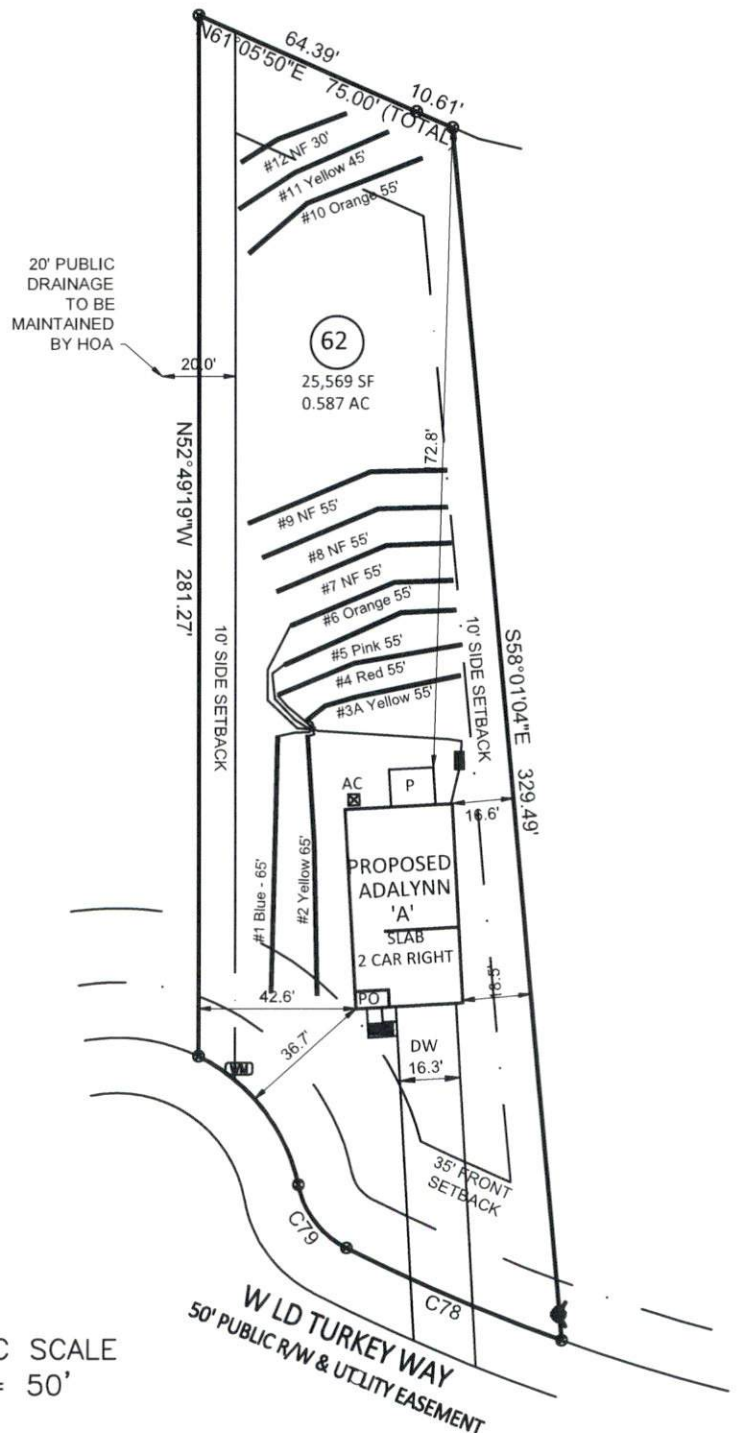 64.39'
N61°05'50"E 75.00' (TOTAL)
10.61'
#12 NF 30'
#11 Yellow 45'
#10 Orange 55'
20' PUBLIC
DRAINAGE
TO BE
MAINTAINED
BY HOA
20.0'
62
25,569 SF
0.587 AC
172.8'
N52°49'19"W 281.27'
#9 NF 55'
#8 NF 55'
#7 NF 55'
#6 Orange 55'
#5 Pink 55'
#4 Red 55'
#3A Yellow 55'
10' SIDE SETBACK
10' SIDE SETBACK
S58°01'04"E 329.49'
AC
P
16.6'
#1 Blue - 65'
#2 Yellow 65'
PROPOSED
ADALYNN
'A'
SLAB
2 CAR RIGHT
18.5'
42.6'
PO
36.7'
WM
DW
16.3'
35' FRONT
SETBACK
C79
C78
W LD TURKEY WAY
50' PUBLIC R/W & UTILITY EASEMENT
C SCALE
= 50'